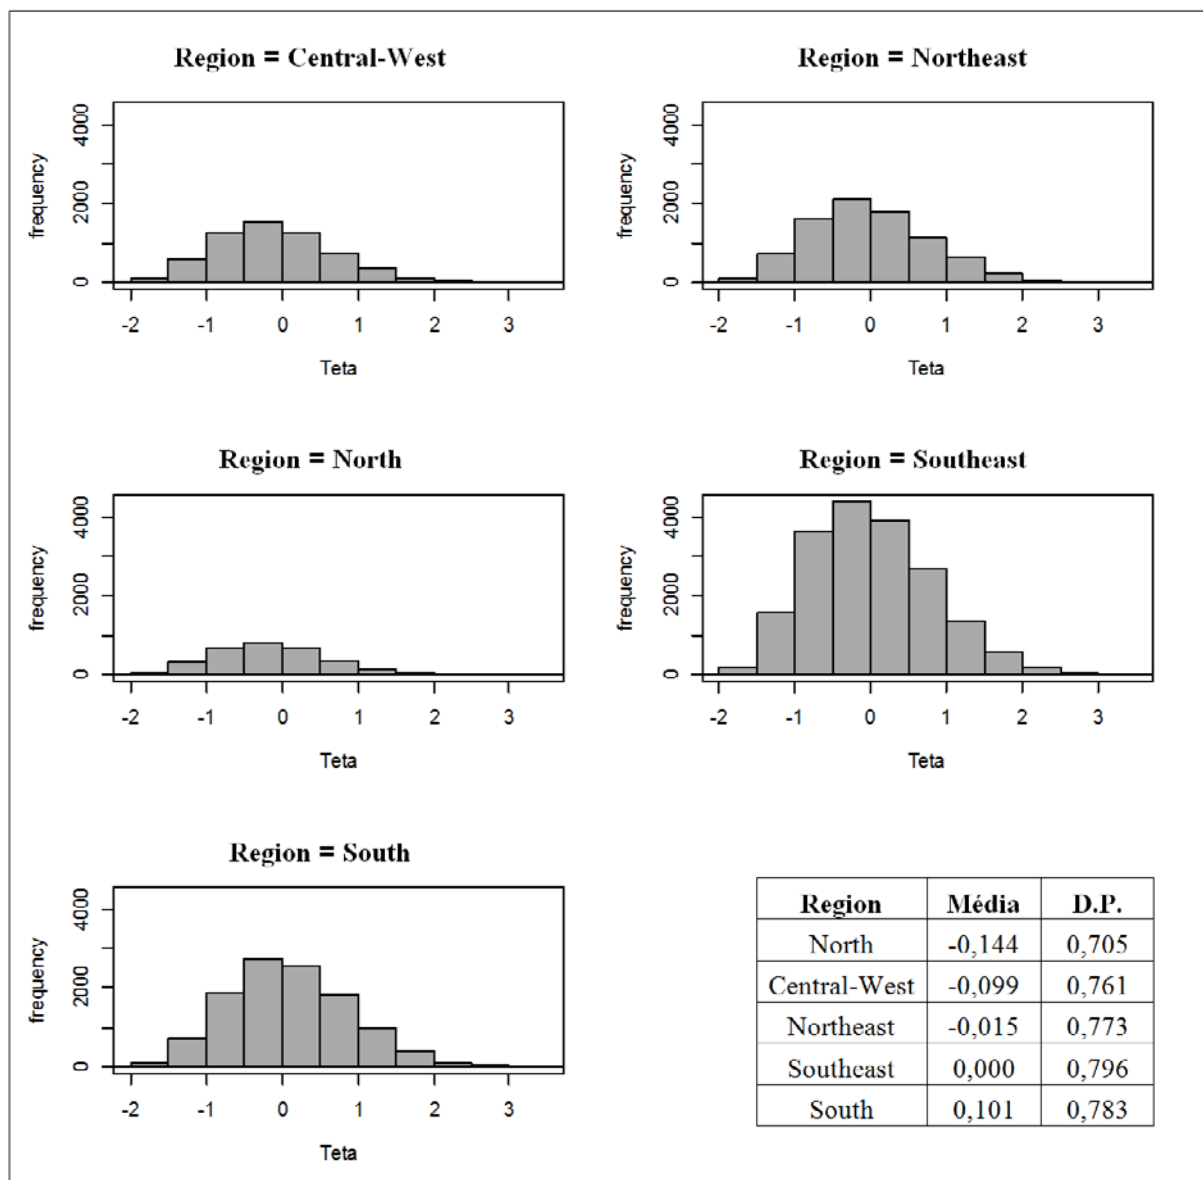 Region = Central-West
frequency
4000
2000
0
-2 -1 0 1 2 3
Teta
Region = Northeast
frequency
4000
2000
0
-2 -1 0 1 2 3
Teta
Region = North
frequency
4000
2000
0
-2 -1 0 1 2 3
Teta
Region = Southeast
frequency
4000
2000
0
-2 -1 0 1 2 3
Teta
Region = South
frequency
4000
2000
0
-2 -1 0 1 2 3
Teta
Region Média D.P.
North -0,144 0,705
Central-West -0,099 0,761
Northeast -0,015 0,773
Southeast 0,000 0,796
South 0,101 0,783